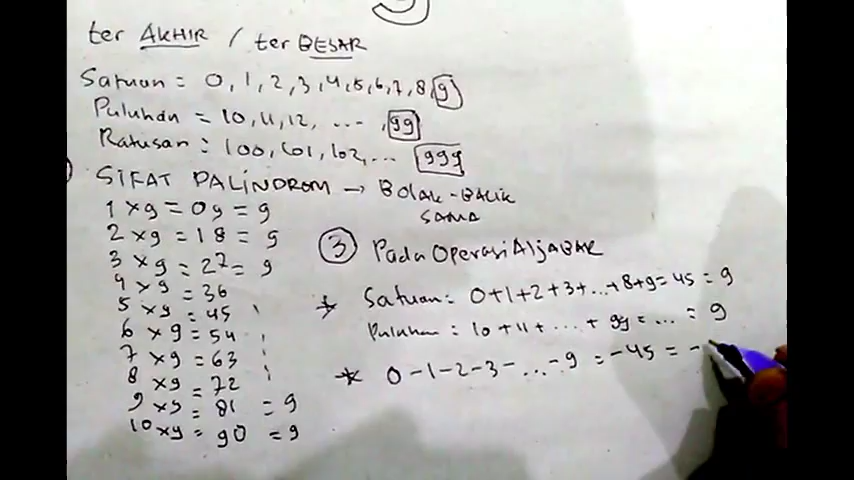 9
ter AKHIR / ter BESAR
Satuan = 0, 1, 2, 3, 4, 5, 6, 7, 8, 9
Puluhan = 10, 11, 12, ... , 99
Ratusan : 100, 101, 102, ... 999
SIFAT PALINDROM → BOLAK-BALIK SAMA
1 x 9 = 09 = 9
2 x 9 = 18 = 9
3 x 9 = 27 = 9
4 x 9 = 36
5 x 9 = 45
6 x 9 = 54
7 x 9 = 63
8 x 9 = 72
9 x 9 = 81 = 9
10 x 9 = 90 = 9
3 Pada Operasi AljABAR
* Satuan : 0+1+2+3+...+8+9=45 = 9
Puluhan : 10 + 11 + ... + 99 = ... = 9
* 0 -1-2-3- ... -9 = -45 = -